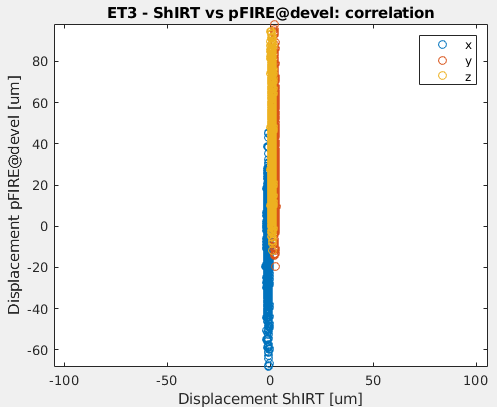 ET3 - ShIRT vs pFIRE@devel: correlation
x
y
z
80
60
40
20
0
-20
-40
-60
Displacement pFIRE@devel [um]
-100
-50
0
50
100
Displacement ShIRT [um]